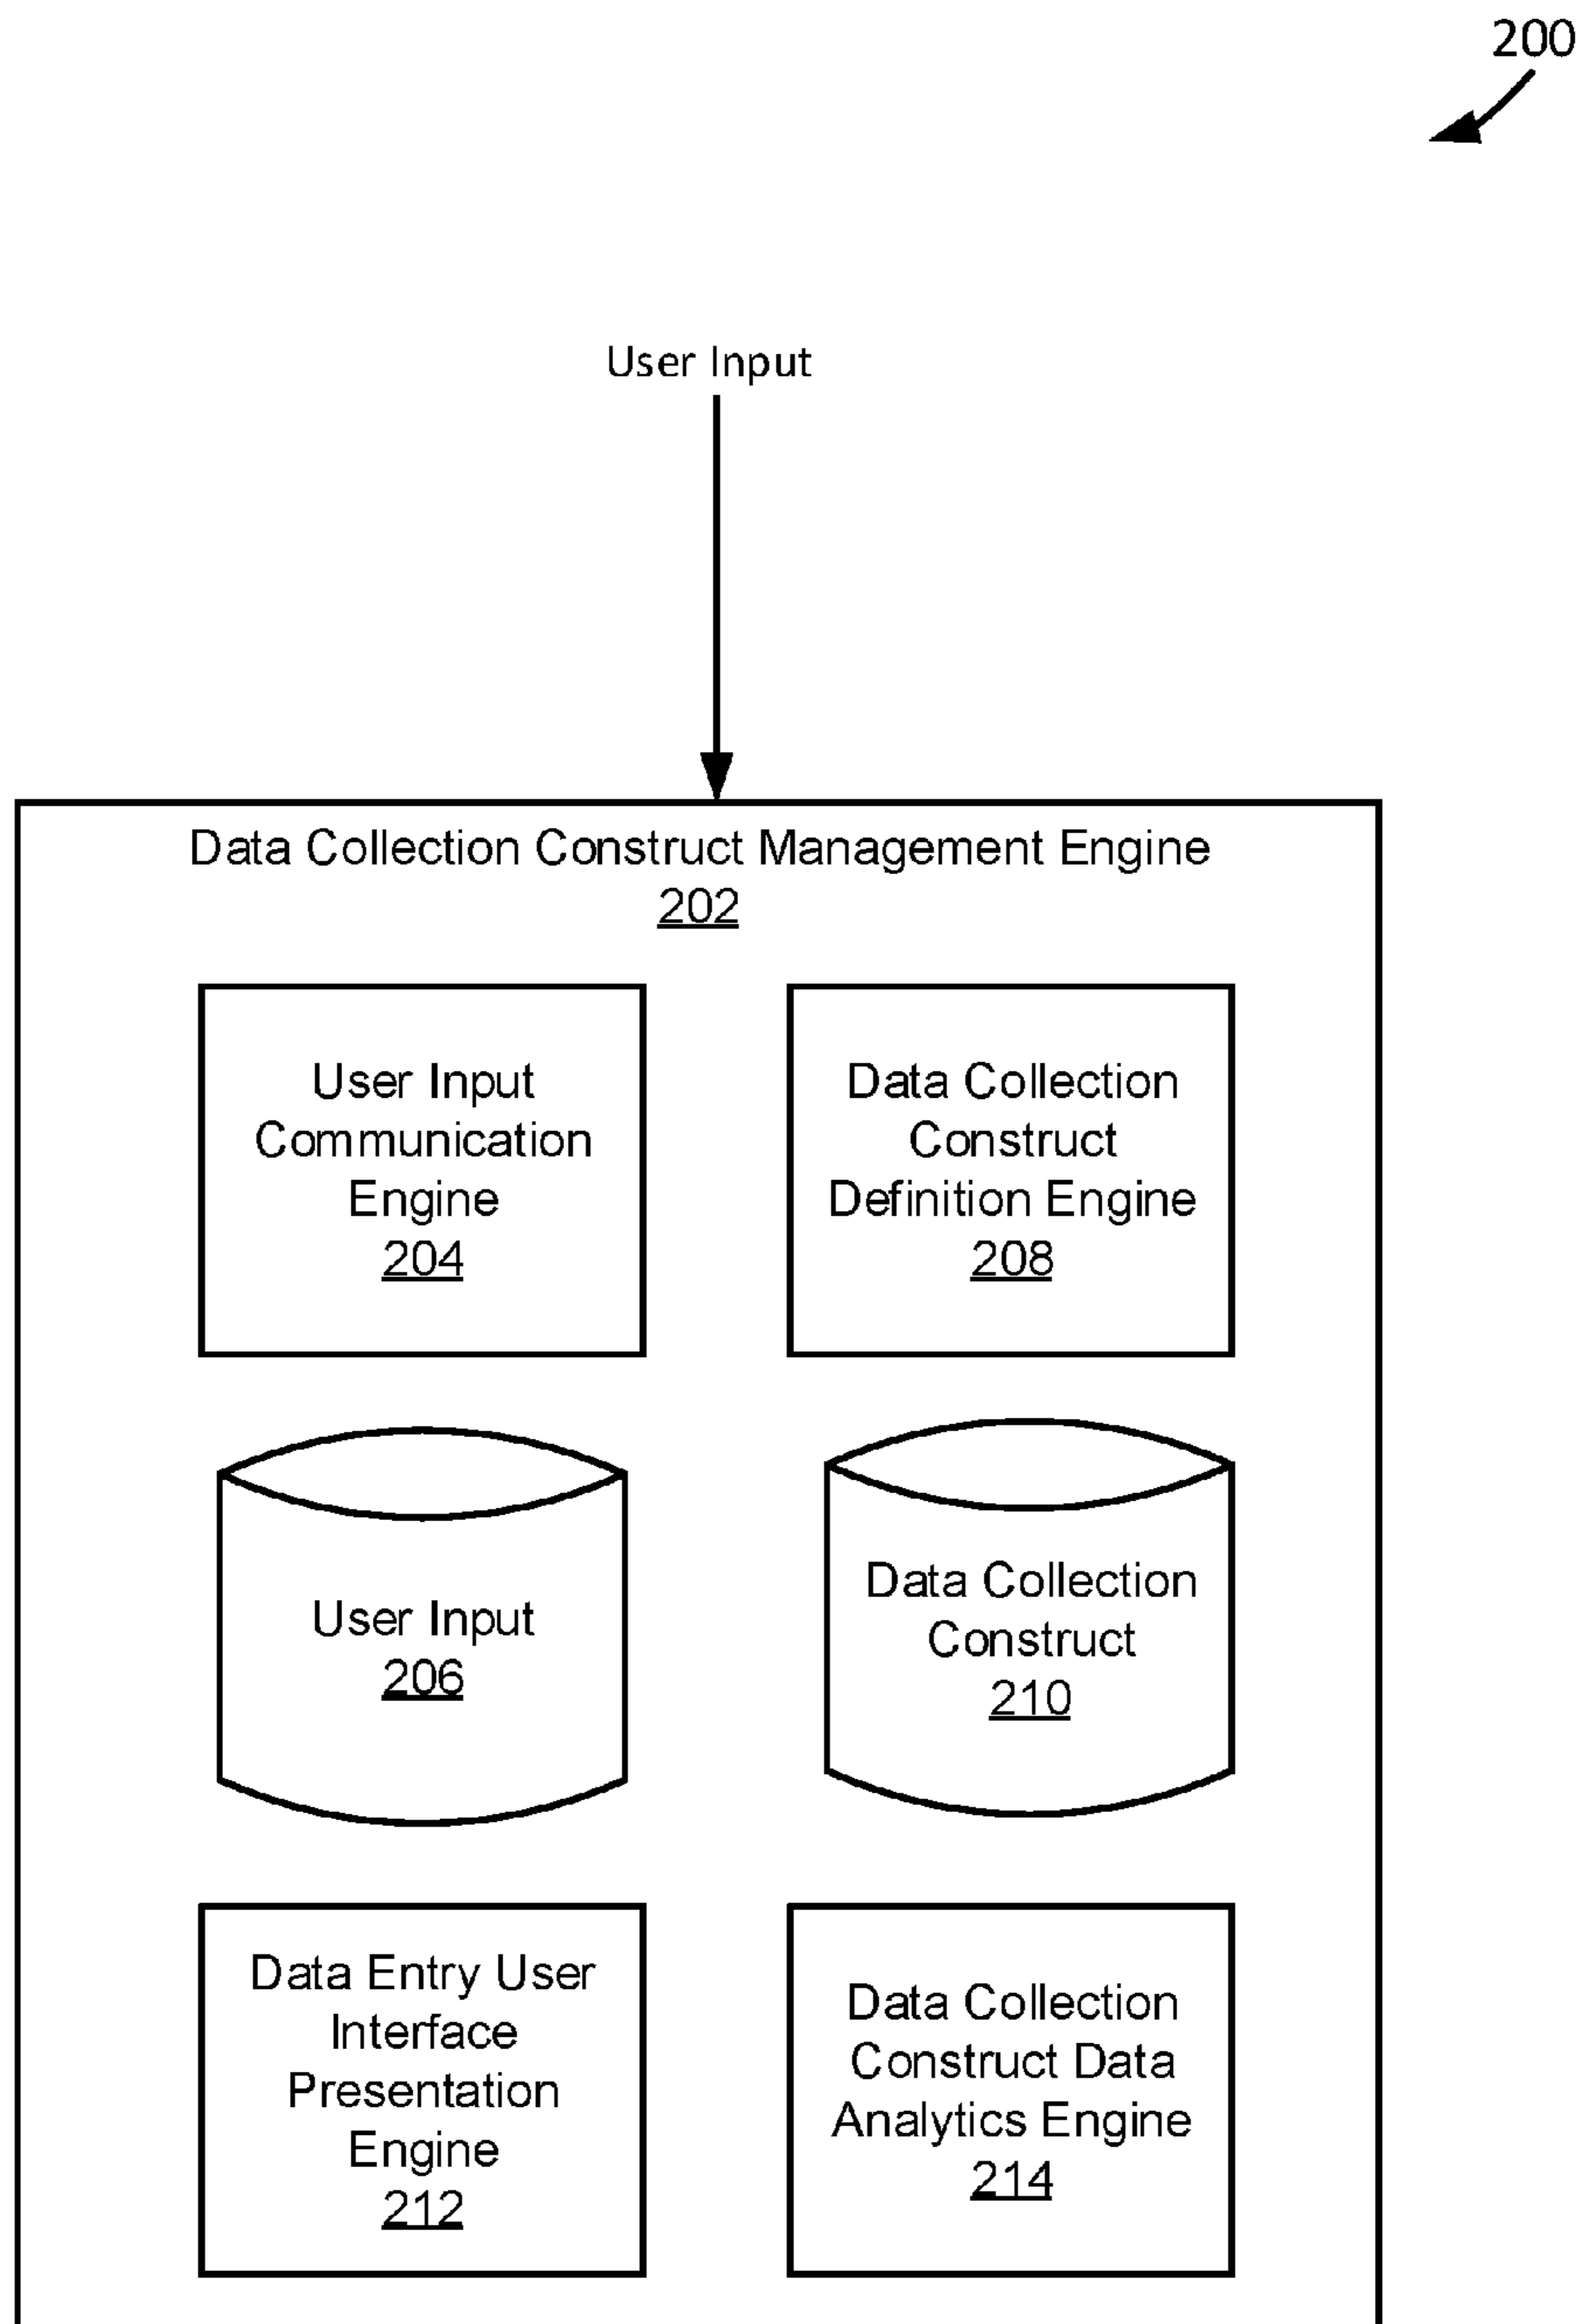 200
User Input
Data Collection Construct Management Engine
202
User Input
Communication
Engine
204
Data Collection
Construct
Definition Engine
208
User Input
206
Data Collection
Construct
210
Data Entry User
Interface
Presentation
Engine
212
Data Collection
Construct Data
Analytics Engine
214